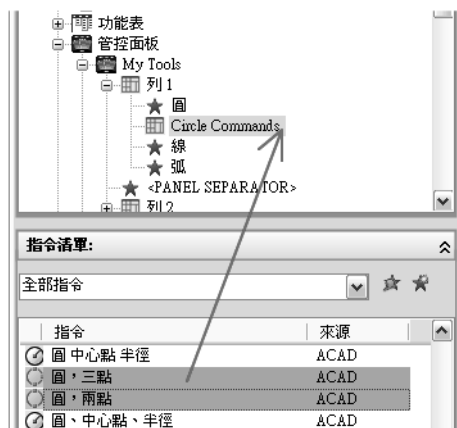 功能表
管控面板
My Tools
列 1
圓
Circle Commands
線
弧
<PANEL SEPARATOR>
列 2
指令清單:
全部指令
指令 來源
圓 中心點 半徑 ACAD
圓，三點 ACAD
圓，兩點 ACAD
圓、中心點、半徑 ACAD